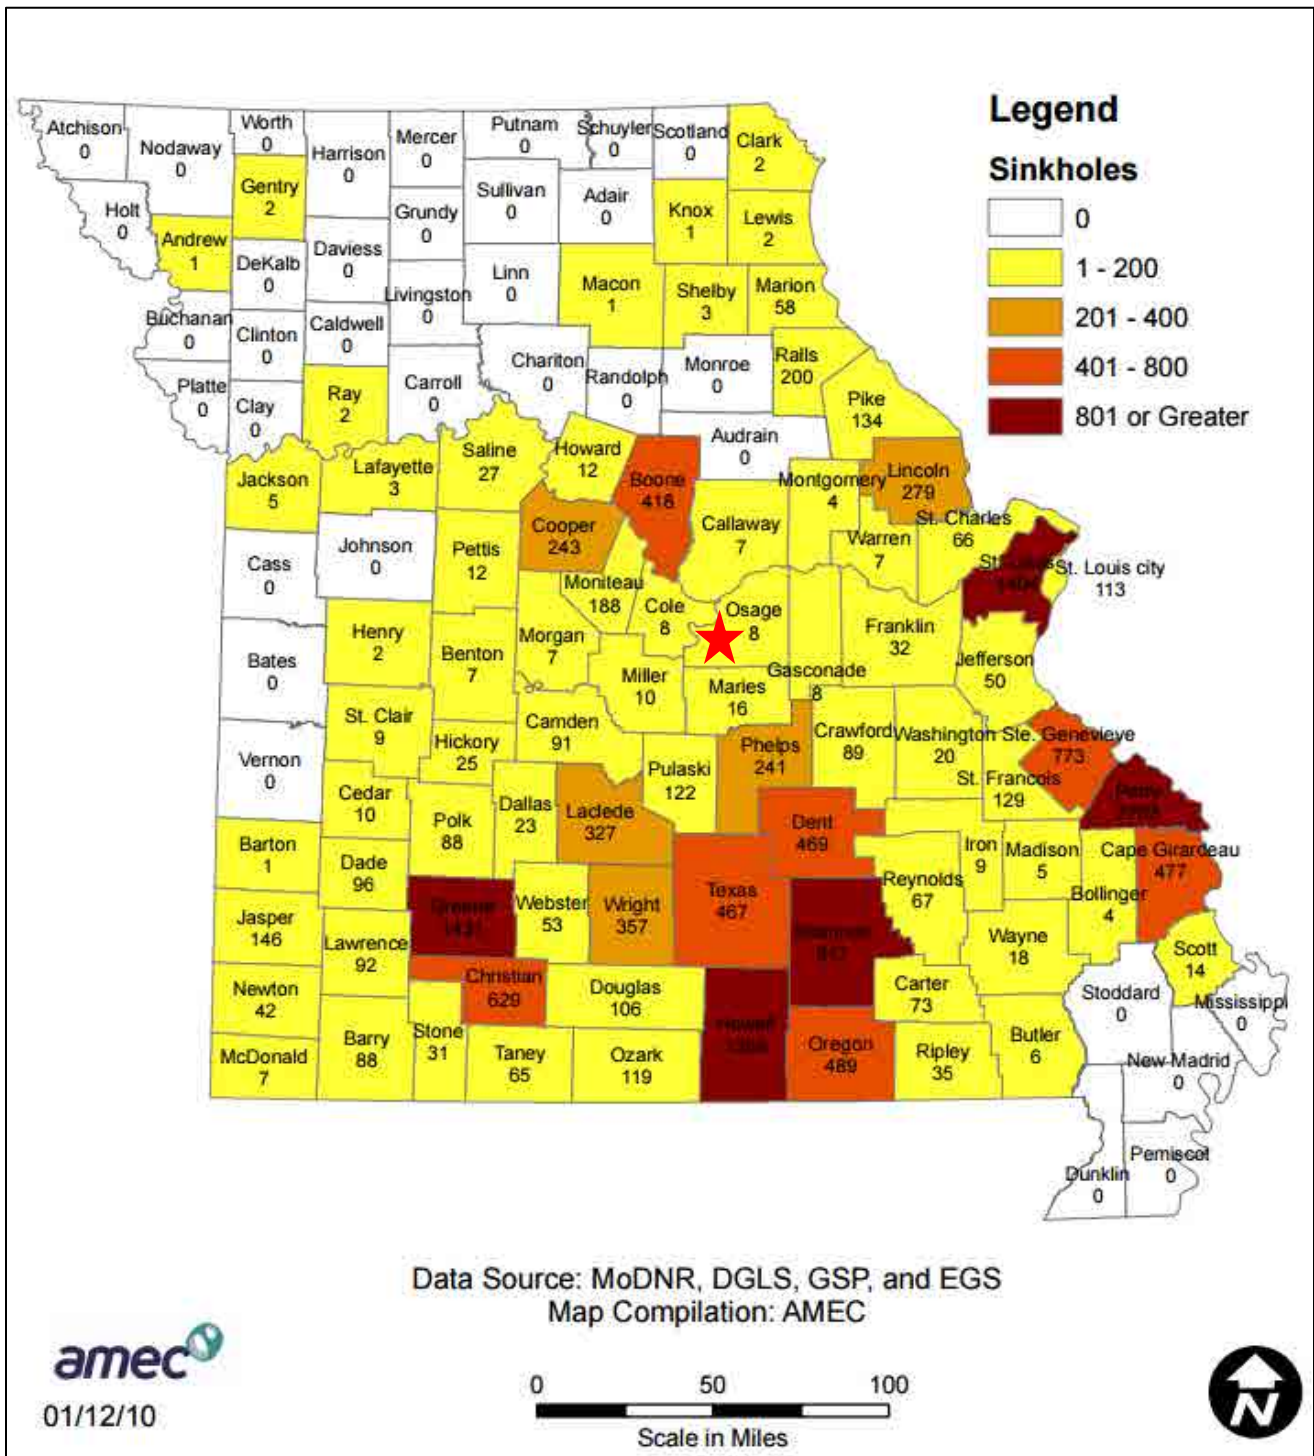 Legend
Sinkholes
0
1 - 200
201 - 400
401 - 800
801 or Greater
Atchison
0
Nodaway
0
Worth
0
Harrison
0
Mercer
0
Putnam
0
Schuyler
0
Scotland
0
Clark
2
Gentry
2
Holt
0
Andrew
1
DeKalb
0
Daviess
0
Grundy
0
Sullivan
0
Adair
0
Knox
1
Lewis
2
Linn
0
Macon
1
Shelby
3
Marion
58
Livingston
0
Buchanan
0
Clinton
0
Caldwell
0
Chariton
0
Randolph
0
Monroe
0
Ralls
200
Platte
0
Clay
0
Ray
2
Carroll
0
Pike
134
Audrain
0
Jackson
5
Lafayette
3
Saline
27
Howard
12
Boone
418
Montgomery
4
Lincoln
279
Cooper
243
Callaway
7
Warren
7
St. Charles
66
Cass
0
Johnson
0
Pettis
12
St. Louis city
113
Moniteau
188
Cole
8
Osage
8
Franklin
32
Jefferson
50
Gasconade
8
Bates
0
Henry
2
Benton
7
Morgan
7
Miller
10
Maries
16
St. Clair
9
Hickory
25
Camden
91
Pulaski
122
Phelps
241
Crawford
89
Washington
20
Ste. Genevieve
773
St. Francois
129
Vernon
0
Cedar
10
Polk
88
Dallas
23
Laclede
327
Dent
469
Iron
9
Madison
5
Cape Girardeau
477
Bollinger
4
Perry
Barton
1
Dade
96
Greene
Webster
53
Wright
357
Texas
467
Reynolds
67
Jasper
146
Lawrence
92
Wayne
18
Scott
14
Christian
629
Douglas
106
Howell
Carter
73
Stoddard
0
Mississippi
0
Newton
42
Barry
88
Stone
31
Taney
65
Ozark
119
Oregon
489
Ripley
35
Butler
6
New Madrid
0
McDonald
7
Dunklin
0
Pemiscot
0
Data Source: MoDNR, DGLS, GSP, and EGS
Map Compilation: AMEC
amec
01/12/10
0 50 100
Scale in Miles
N